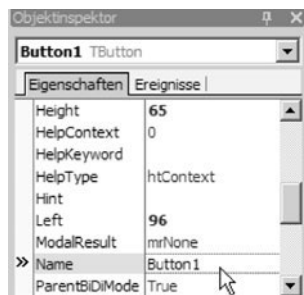 Objektinspektor
Button1 TButton
Eigenschaften Ereignisse
Height 65
HelpContext 0
HelpKeyword
HelpType htContext
Hint
Left 96
ModalResult mrNone
» Name Button1
ParentBiDiMode True